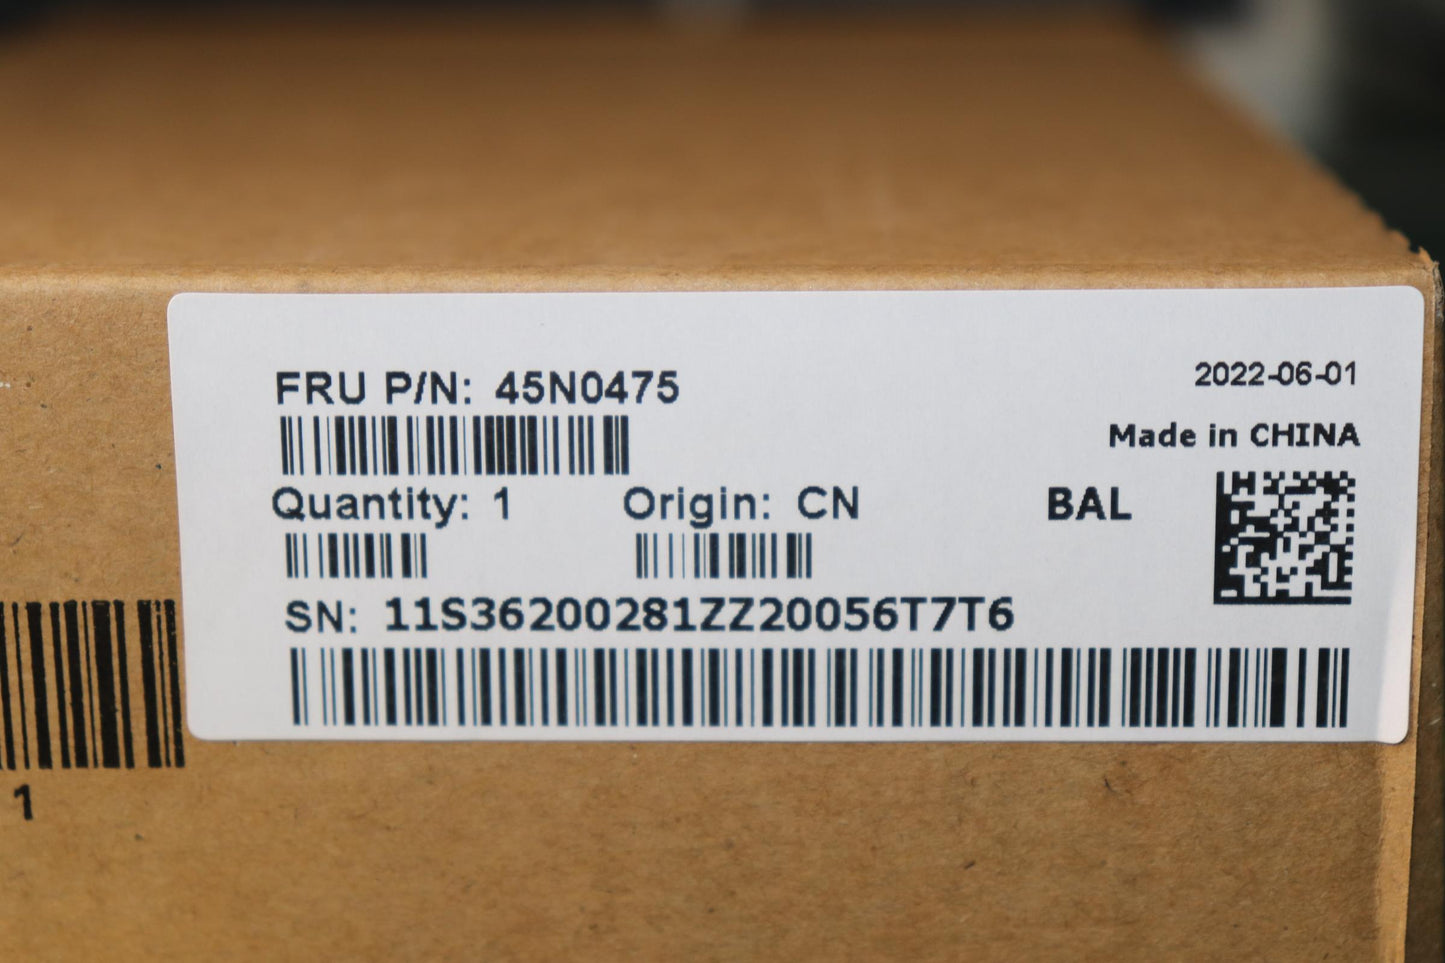 FRU P/N: 45N0475
2022-06-01
Made in CHINA
Quantity: 1
Origin: CN
BAL
SN: 11S36200281ZZ20056T7T6
1